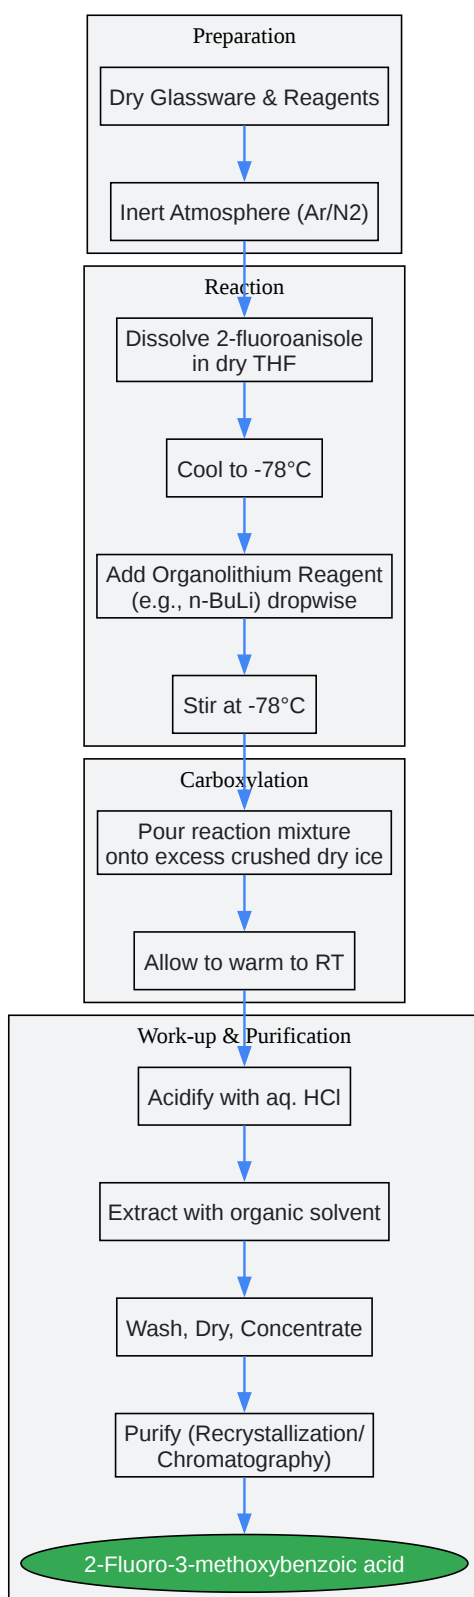 Preparation
Dry Glassware & Reagents
Inert Atmosphere (Ar/N2)
Reaction
Dissolve 2-fluoroanisole
in dry THF
Cool to -78°C
Add Organolithium Reagent
(e.g., n-BuLi) dropwise
Stir at -78°C
Carboxylation
Pour reaction mixture
onto excess crushed dry ice
Allow to warm to RT
Work-up & Purification
Acidify with aq. HCl
Extract with organic solvent
Wash, Dry, Concentrate
Purify (Recrystallization/
Chromatography)
2-Fluoro-3-methoxybenzoic acid